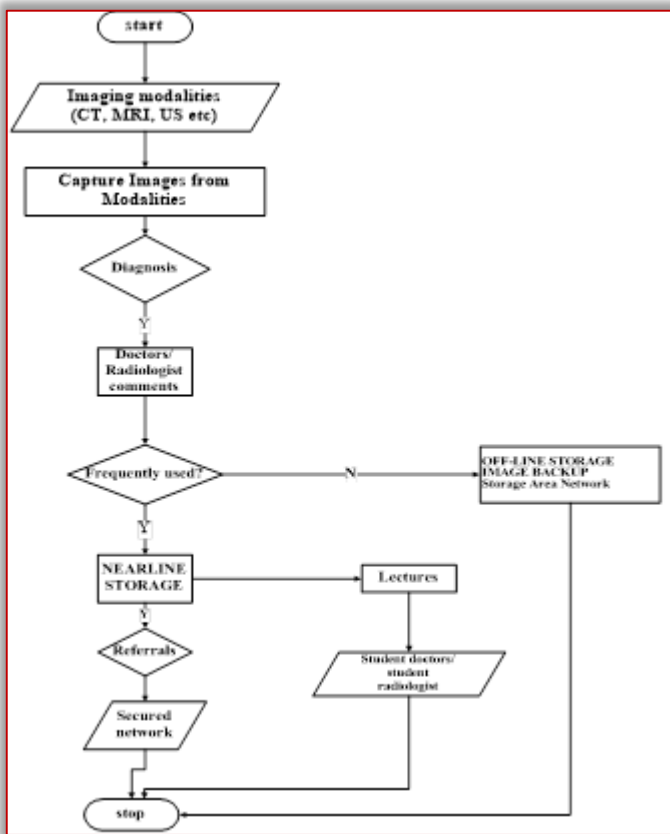 start
Imaging modalities
(CT, MRI, US etc)
Capture Images from
Modalities
Diagnosis
Y
Doctors/
Radiologist
comments
Frequently used?
N
OFF-LINE STORAGE
IMAGE BACKUP
Storage Area Network
Y
NEARLINE
STORAGE
Lectures
Y
Referrals
Student doctors/
student
radiologist
Secured
network
stop